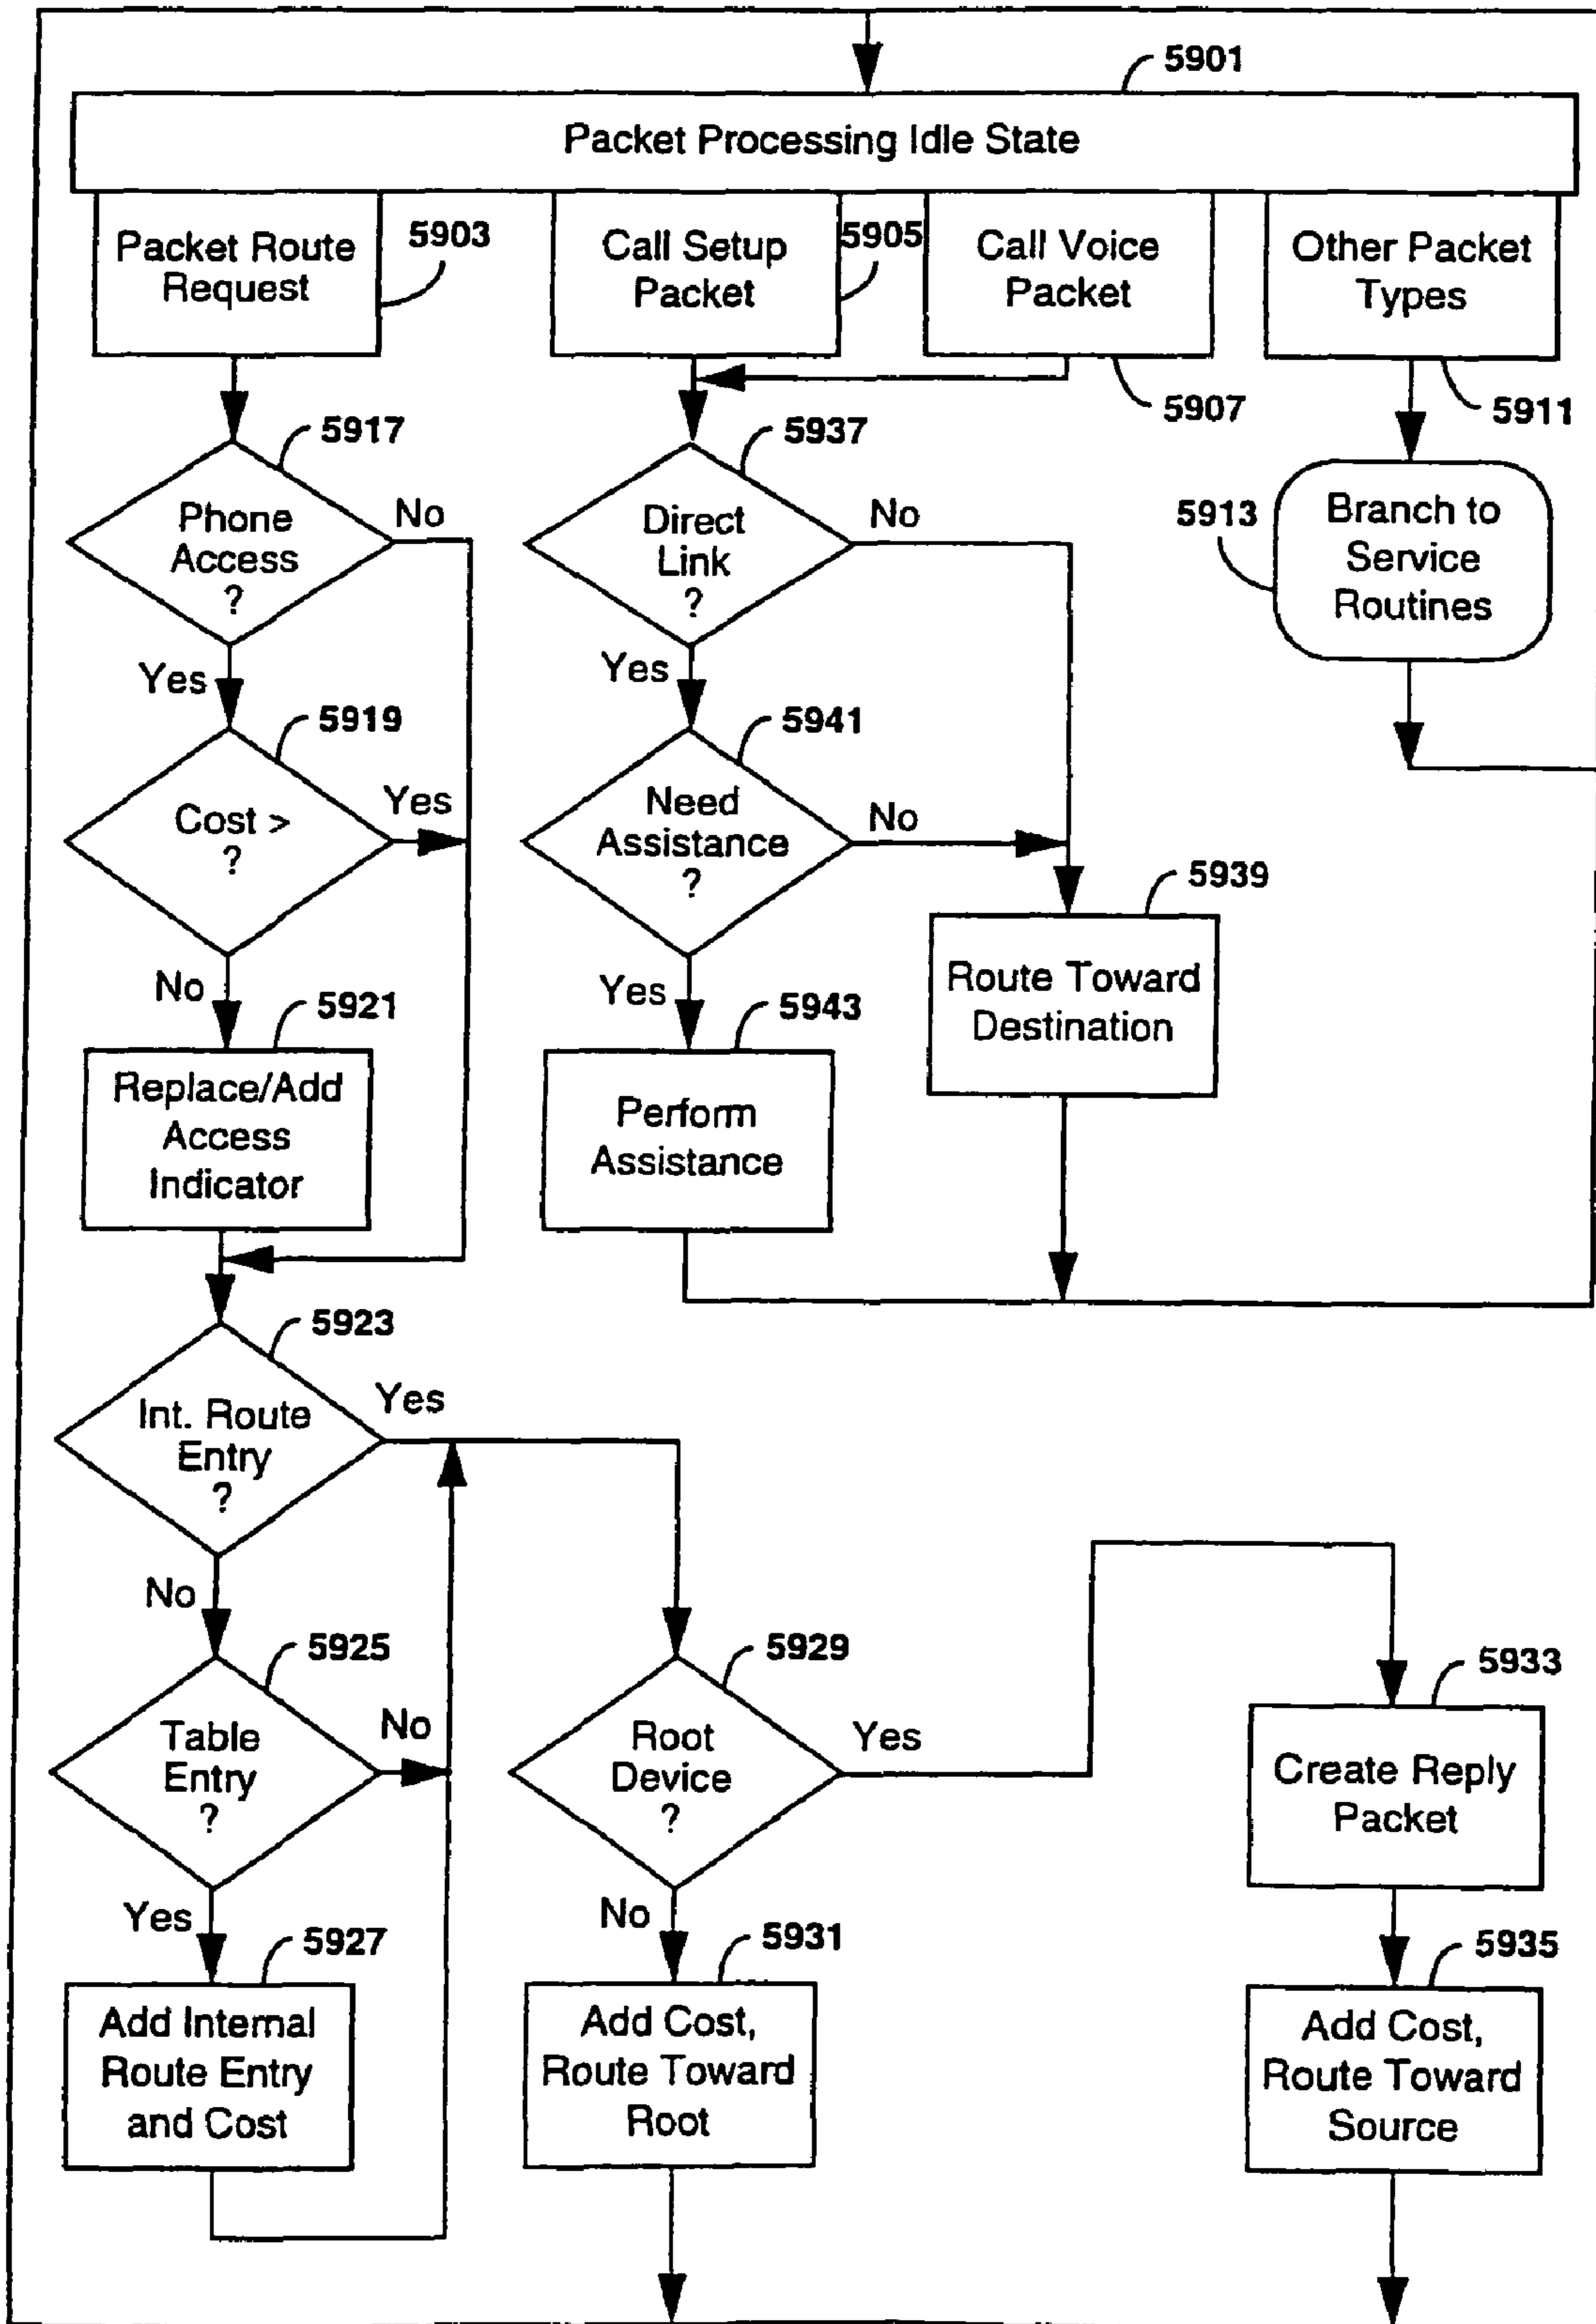 5901
Packet Processing Idle State
Packet Route
Request
5903
Call Setup
Packet
5905
Call Voice
Packet
5907
Other Packet
Types
5911
5917
Phone
Access
?
No
Yes
5937
Direct
Link
?
No
Yes
5913
Branch to
Service
Routines
5919
Cost >
?
Yes
No
5941
Need
Assistance
?
No
Yes
5939
Route Toward
Destination
5921
Replace/Add
Access
Indicator
5943
Perform
Assistance
5923
Int. Route
Entry
?
Yes
No
5925
Table
Entry
?
No
Yes
5929
Root
Device
?
Yes
No
5933
Create Reply
Packet
5927
Add Internal
Route Entry
and Cost
5931
Add Cost,
Route Toward
Root
5935
Add Cost,
Route Toward
Source